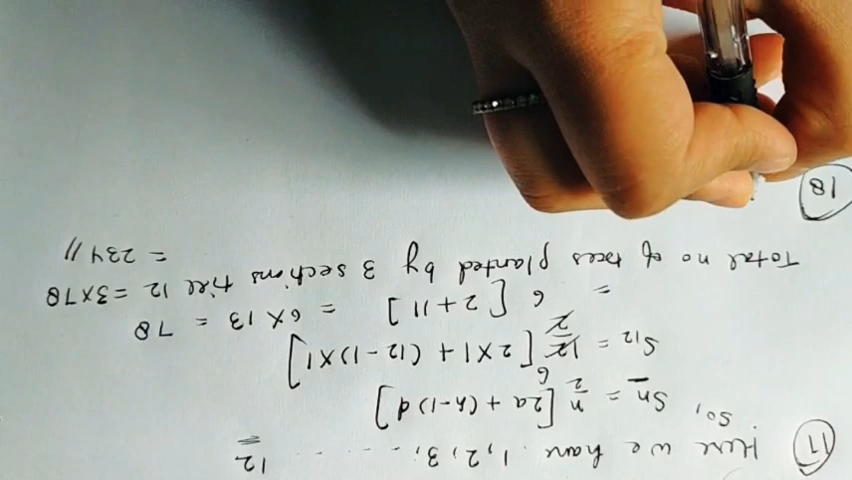 (17) Here we have 1, 2, 3, - - - . . . 12
So, Sn = n/2 [2a + (n-1) d]
S12 = 12/2 [2×1 + (12-1)×1]
6
= 6 [2+11] = 6×13 = 78
Total no of trees planted by 3 sections till 12 = 3×78
= 234 //
(18)